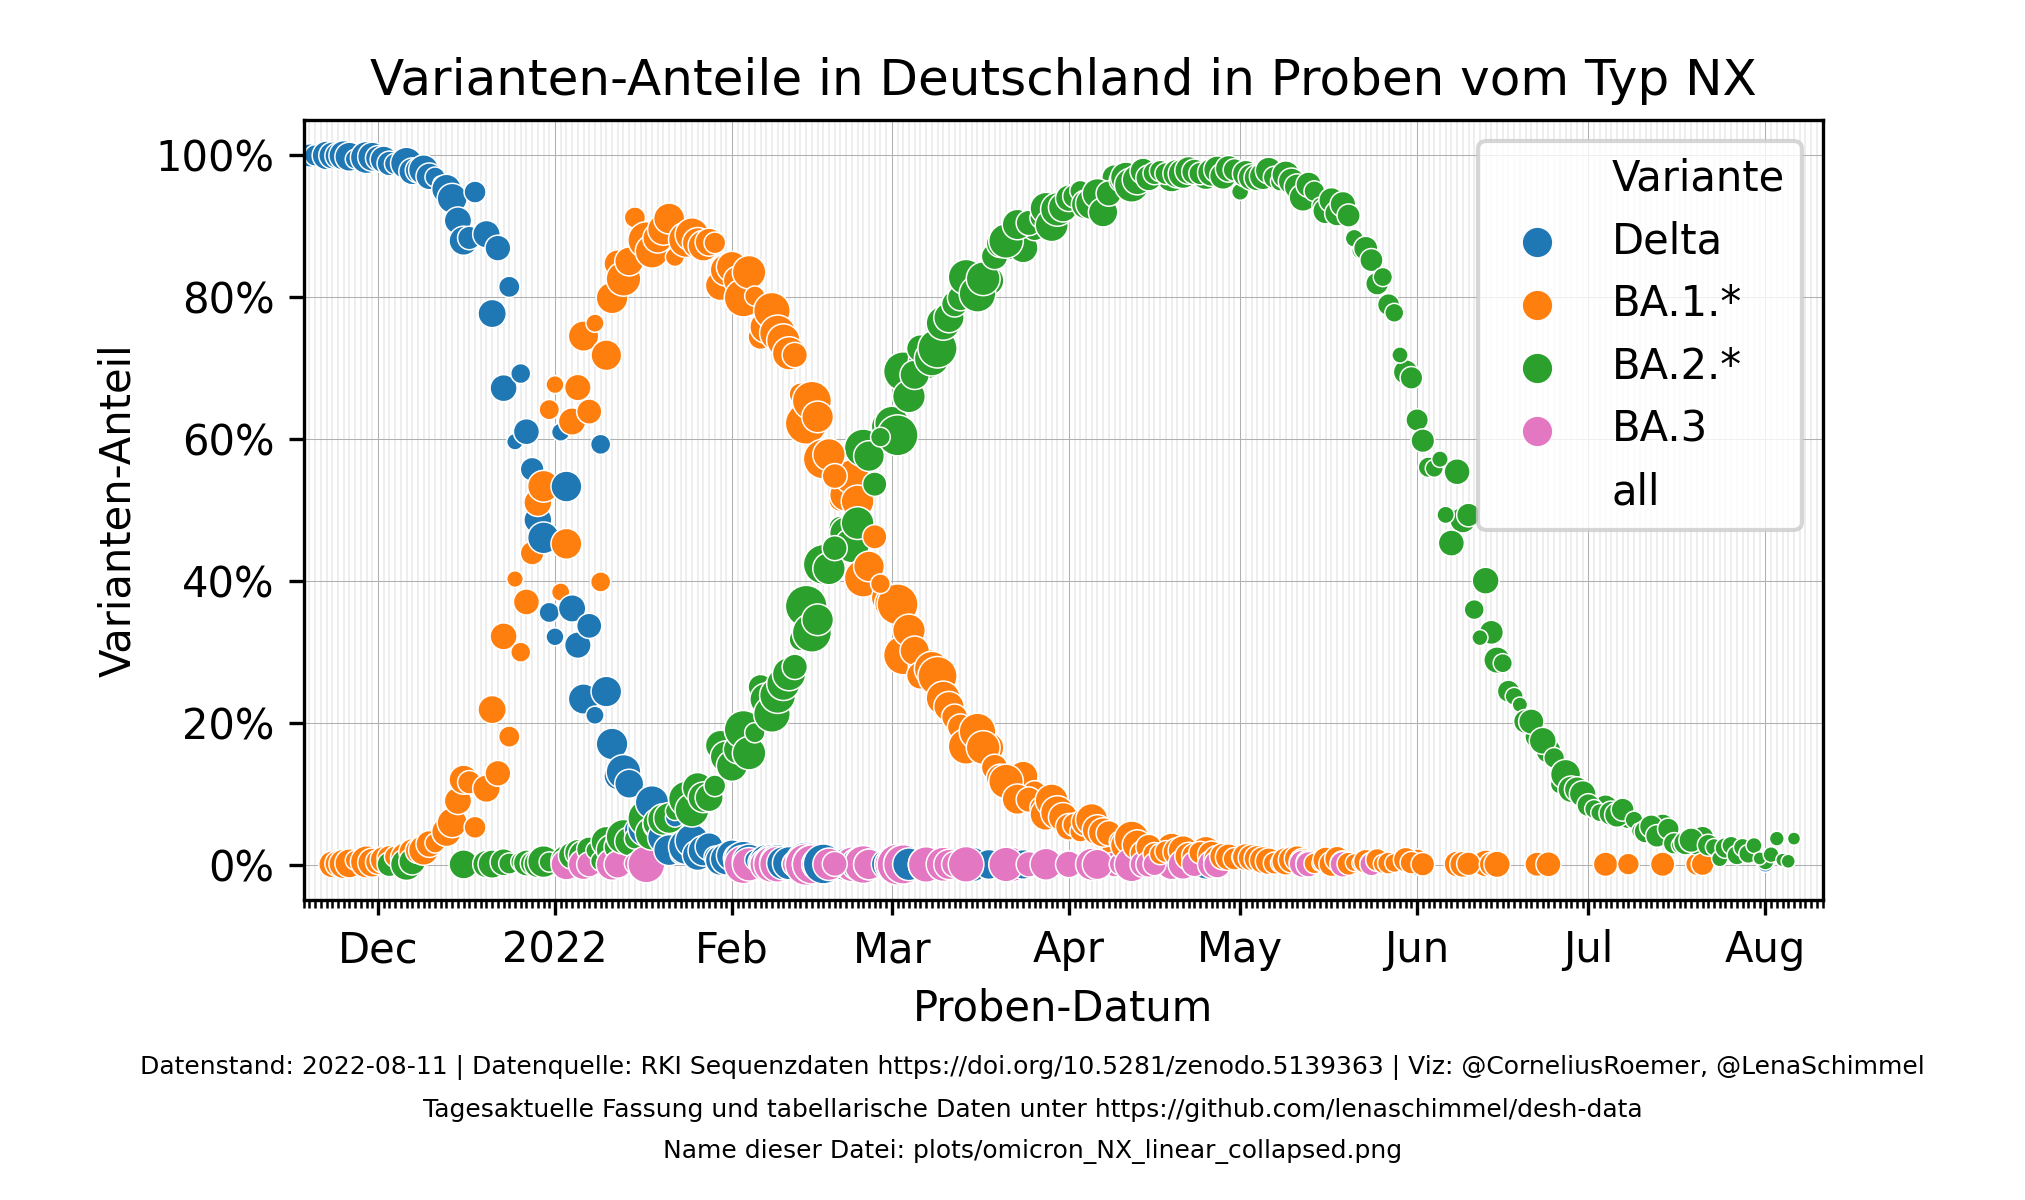 Varianten-Anteile in Deutschland in Proben vom Typ NX
Varianten-Anteil
100%
80%
60%
40%
20%
0%
Variante
Delta
BA.1.*
BA.2.*
BA.3
all
Dec 2022 Feb Mar Apr May Jun Jul Aug
Proben-Datum
Datenstand: 2022-08-11 | Datenquelle: RKI Sequenzdaten https://doi.org/10.5281/zenodo.5139363 | Viz: @CorneliusRoemer, @LenaSchimmel
Tagesaktuelle Fassung und tabellarische Daten unter https://github.com/lenaschimmel/desh-data
Name dieser Datei: plots/omicron_NX_linear_collapsed.png